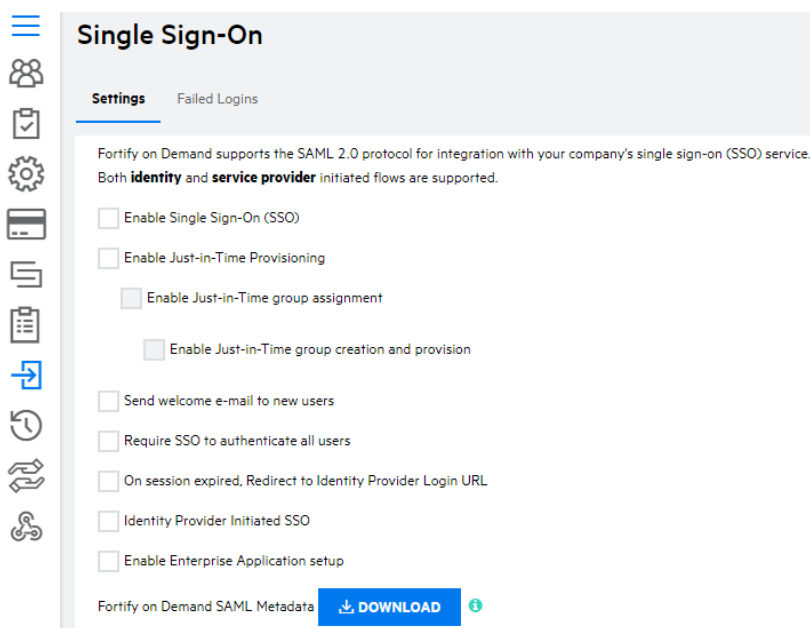 Single Sign-On
Settings Failed Logins
Fortify on Demand supports the SAML 2.0 protocol for integration with your company's single sign-on (SSO) service.
Both identity and service provider initiated flows are supported.
Enable Single Sign-On (SSO)
Enable Just-in-Time Provisioning
Enable Just-in-Time group assignment
Enable Just-in-Time group creation and provision
Send welcome e-mail to new users
Require SSO to authenticate all users
On session expired, Redirect to Identity Provider Login URL
Identity Provider Initiated SSO
Enable Enterprise Application setup
Fortify on Demand SAML Metadata DOWNLOAD